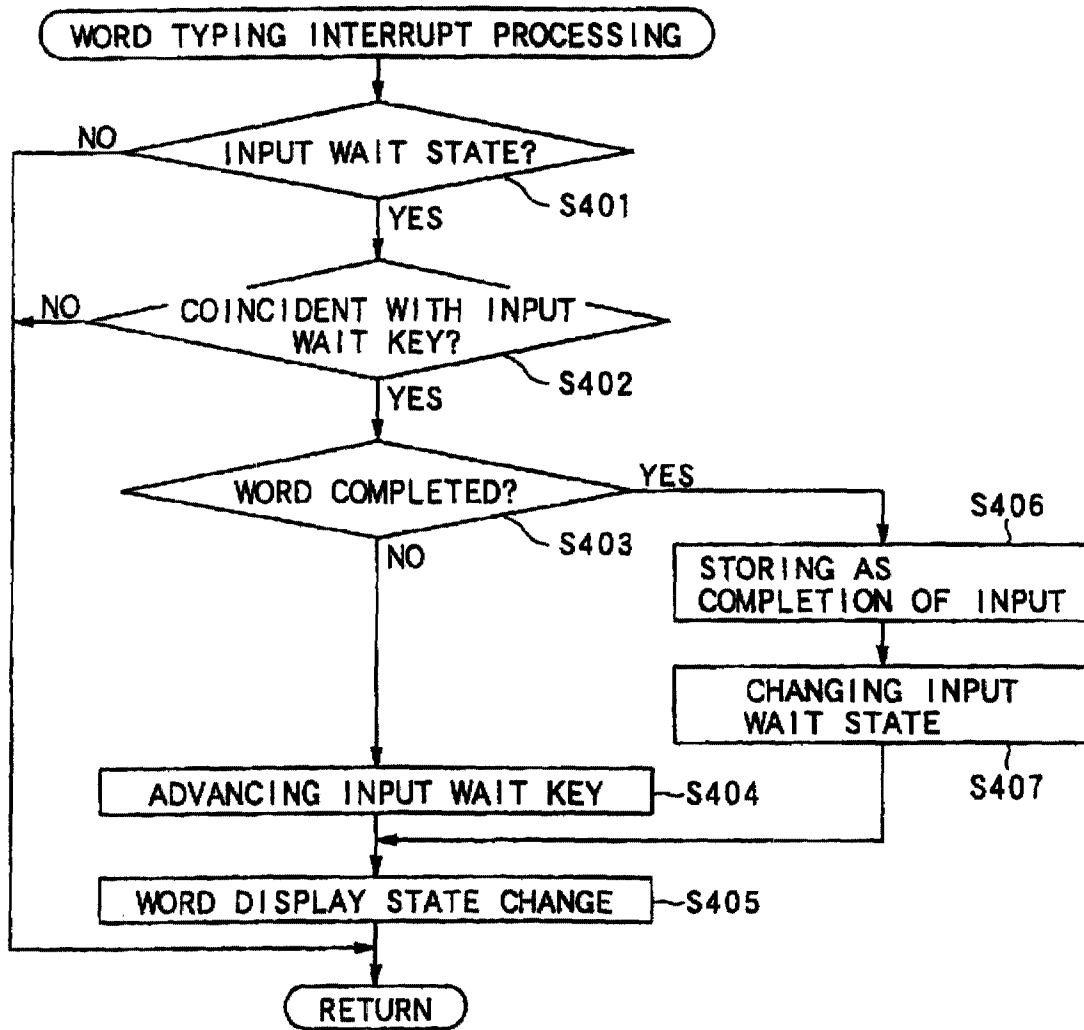 WORD TYPING INTERRUPT PROCESSING
NO
INPUT WAIT STATE?
S401
YES
NO
COINCIDENT WITH INPUT
WAIT KEY?
S402
YES
WORD COMPLETED?
YES
S403
NO
S406
STORING AS
COMPLETION OF INPUT
CHANGING INPUT
WAIT STATE
S407
ADVANCING INPUT WAIT KEY
S404
WORD DISPLAY STATE CHANGE
S405
RETURN